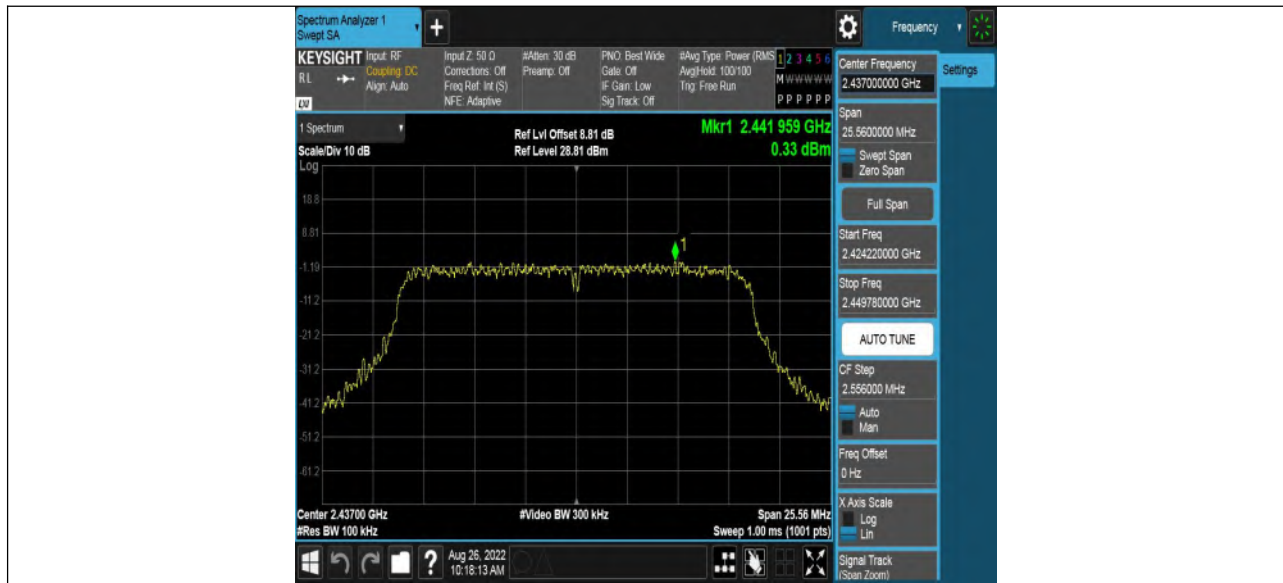 Spectrum Analyzer 1
Swept SA
Frequency
KEYSIGHT
RL
LXI
Input: RF
Coupling: DC
Align: Auto
Input Z: 50 Ω
Corrections: Off
Freq Ref: Int (S)
NFE: Adaptive
#Atten: 30 dB
Preamp: Off
PNO: Best Wide
Gate: Off
IF Gain: Low
Sig Track: Off
#Avg Type: Power (RMS
Avg|Hold: 100/100
Trig: Free Run
1 2 3 4 5 6
M W W W W W
P P P P P P
1 Spectrum
Scale/Div 10 dB
Ref Lvl Offset 8.81 dB
Ref Level 28.81 dBm
Mkr1 2.441 959 GHz
0.33 dBm
Log
18.8
8.81
-1.19
-11.2
-21.2
-31.2
-41.2
-51.2
-61.2
1
Center 2.43700 GHz
#Video BW 300 kHz
Span 25.56 MHz
#Res BW 100 kHz
Sweep 1.00 ms (1001 pts)
Aug 26, 2022
10:18:13 AM
Settings
Center Frequency
2.437000000 GHz
Span
25.5600000 MHz
Swept Span
Zero Span
Full Span
Start Freq
2.424220000 GHz
Stop Freq
2.449780000 GHz
AUTO TUNE
CF Step
2.556000 MHz
Auto
Man
Freq Offset
0 Hz
X Axis Scale
Log
Lin
Signal Track
(Span Zoom)